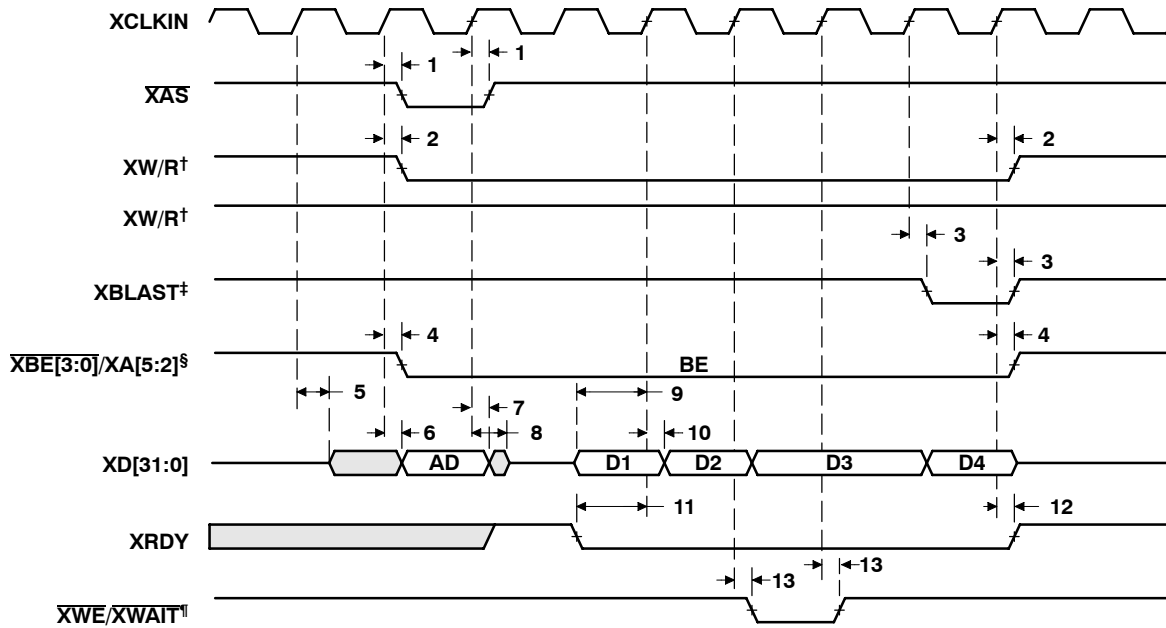 XCLKIN
1
1
XAS
2
2
XW/R†
XW/R†
3
3
XBLAST‡
4
4
XBE[3:0]/XA[5:2]§
BE
5
7
9
6
8
10
XD[31:0]
AD
D1
D2
D3
D4
11
12
XRDY
13
13
XWE/XWAIT¶